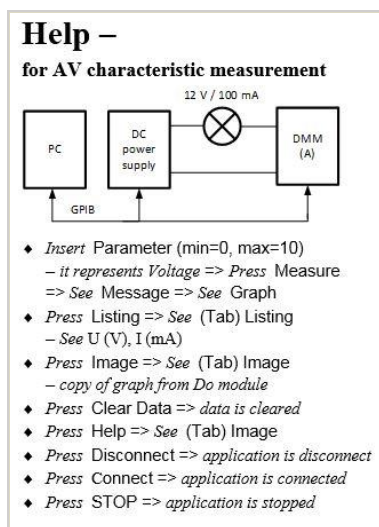 Help –
for AV characteristic measurement
12 V / 100 mA
PC
DC
power
supply
DMM
(A)
GPIB
♦ Insert Parameter (min=0, max=10)
– it represents Voltage => Press Measure
=> See Message => See Graph
♦ Press Listing => See (Tab) Listing
– See U (V), I (mA)
♦ Press Image => See (Tab) Image
– copy of graph from Do module
♦ Press Clear Data => data is cleared
♦ Press Help => See (Tab) Image
♦ Press Disconnect => application is disconnect
♦ Press Connect => application is connected
♦ Press STOP => application is stopped